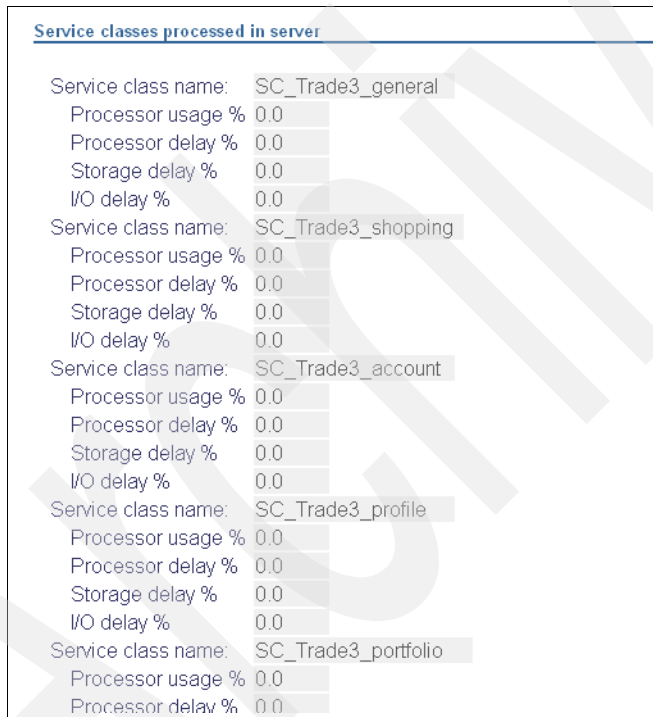 Service classes processed in server
Service class name: SC_Trade3_general
Processor usage % 0.0
Processor delay % 0.0
Storage delay % 0.0
I/O delay % 0.0
Service class name: SC_Trade3_shopping
Processor usage % 0.0
Processor delay % 0.0
Storage delay % 0.0
I/O delay % 0.0
Service class name: SC_Trade3_account
Processor usage % 0.0
Processor delay % 0.0
Storage delay % 0.0
I/O delay % 0.0
Service class name: SC_Trade3_profile
Processor usage % 0.0
Processor delay % 0.0
Storage delay % 0.0
I/O delay % 0.0
Service class name: SC_Trade3_portfolio
Processor usage % 0.0
Processor delay % 0.0